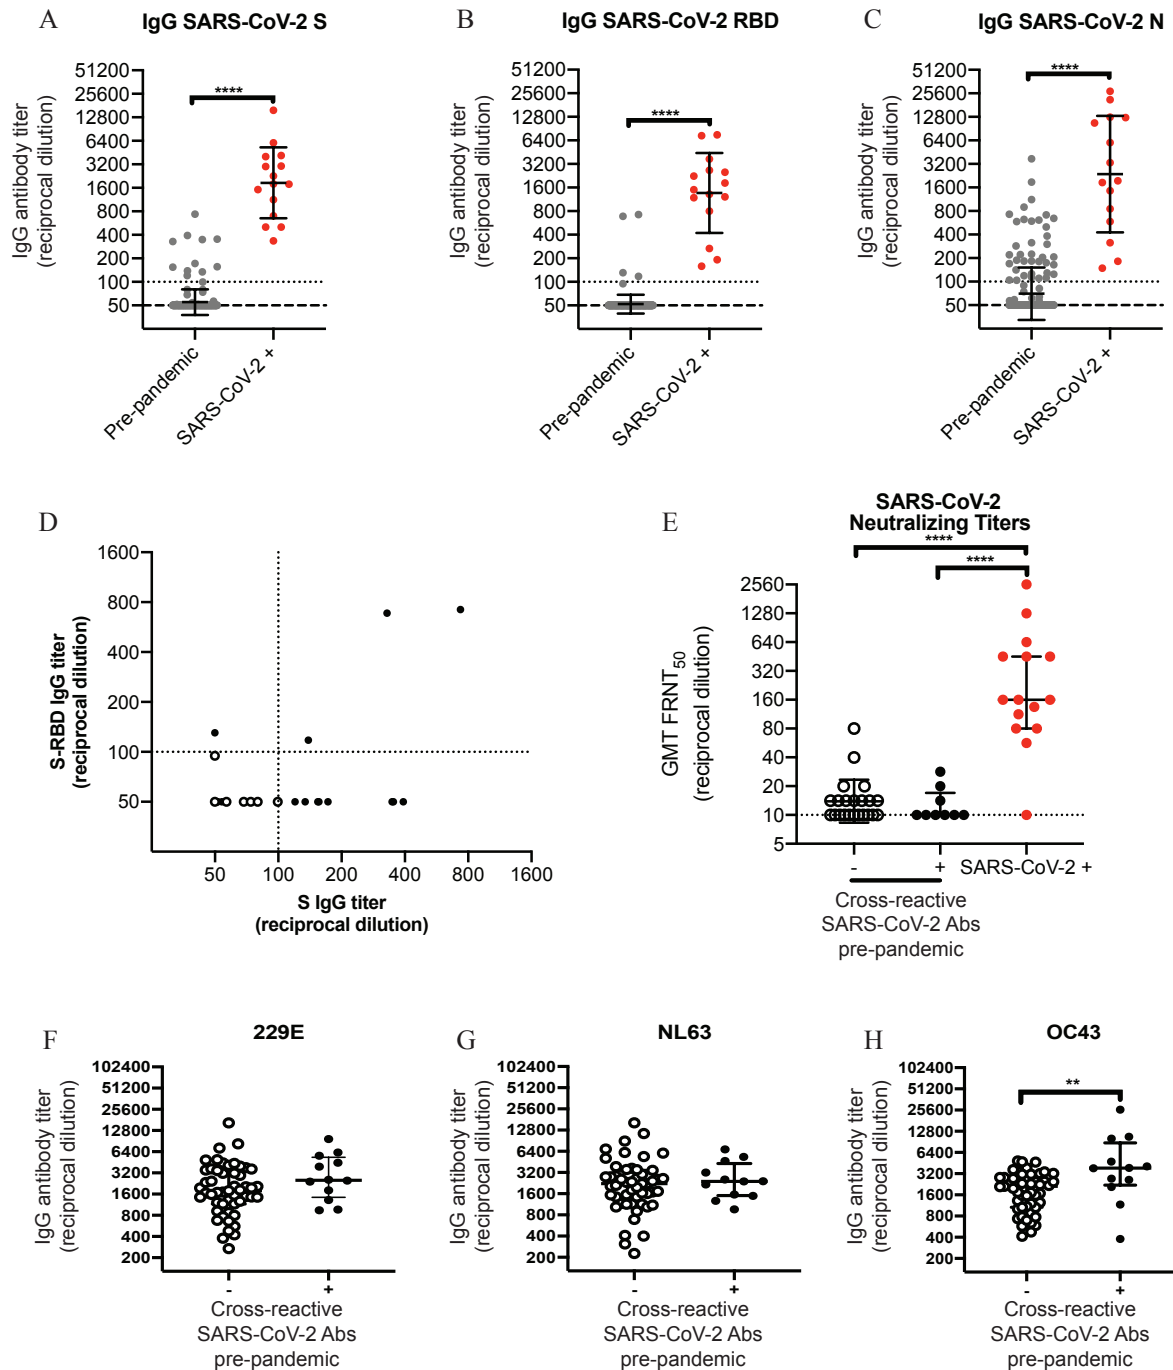 A
IgG SARS-CoV-2 S
IgG antibody titer
(reciprocal dilution)
51200
25600
12800
6400
3200
1600
800
400
200
100
50
****
Pre-pandemic
SARS-CoV-2 +
B
IgG SARS-CoV-2 RBD
IgG antibody titer
(reciprocal dilution)
51200
25600
12800
6400
3200
1600
800
400
200
100
50
****
Pre-pandemic
SARS-CoV-2 +
C
IgG SARS-CoV-2 N
IgG antibody titer
(reciprocal dilution)
51200
25600
12800
6400
3200
1600
800
400
200
100
50
****
Pre-pandemic
SARS-CoV-2 +
D
S-RBD IgG titer
(reciprocal dilution)
1600
800
400
200
100
50
50 100 200 400 800 1600
S IgG titer
(reciprocal dilution)
E
SARS-CoV-2
Neutralizing Titers
****
****
GMT FRNT50
(reciprocal dilution)
2560
1280
640
320
160
80
40
20
10
5
- + SARS-CoV-2 +
Cross-reactive
SARS-CoV-2 Abs
pre-pandemic
F
229E
IgG antibody titer
(reciprocal dilution)
102400
51200
25600
12800
6400
3200
1600
800
400
200
- +
Cross-reactive
SARS-CoV-2 Abs
pre-pandemic
G
NL63
IgG antibody titer
(reciprocal dilution)
102400
51200
25600
12800
6400
3200
1600
800
400
200
- +
Cross-reactive
SARS-CoV-2 Abs
pre-pandemic
H
OC43
IgG antibody titer
(reciprocal dilution)
102400
51200
25600
12800
6400
3200
1600
800
400
200
**
- +
Cross-reactive
SARS-CoV-2 Abs
pre-pandemic